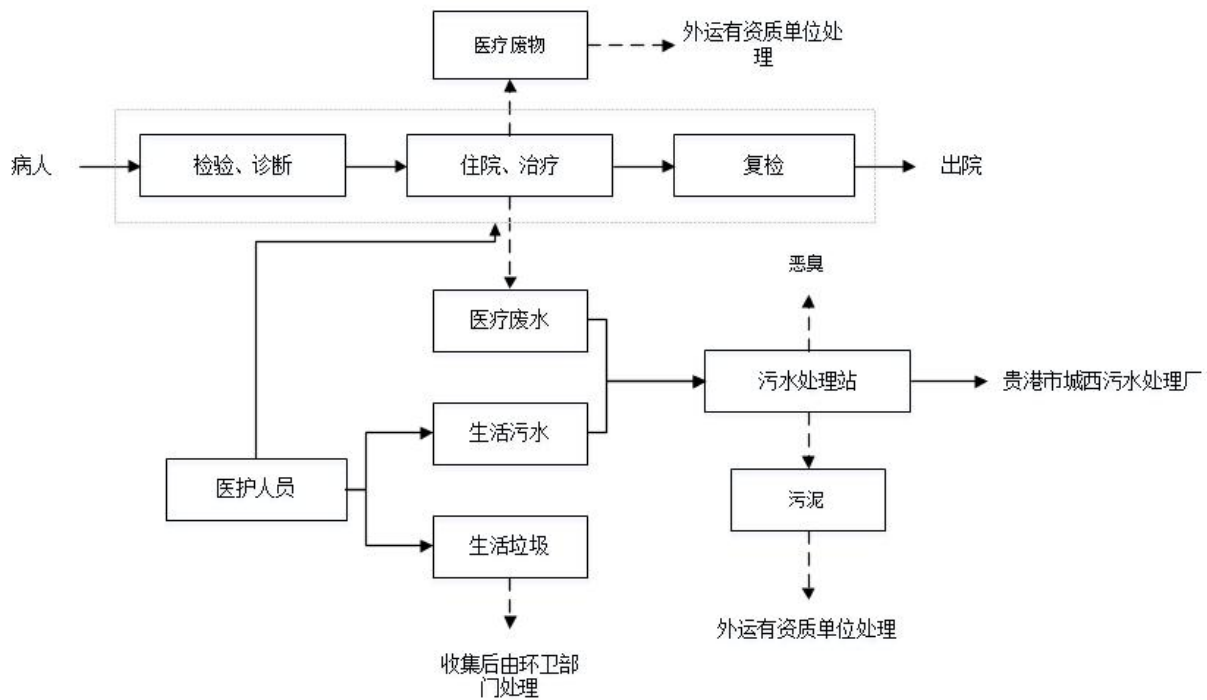 医疗废物
外运有资质单位处
理
病人
检验、诊断
住院、治疗
复检
出院
恶臭
医疗废水
污水处理站
贵港市城西污水处理厂
生活污水
医护人员
污泥
生活垃圾
外运有资质单位处理
收集后由环卫部
门处理